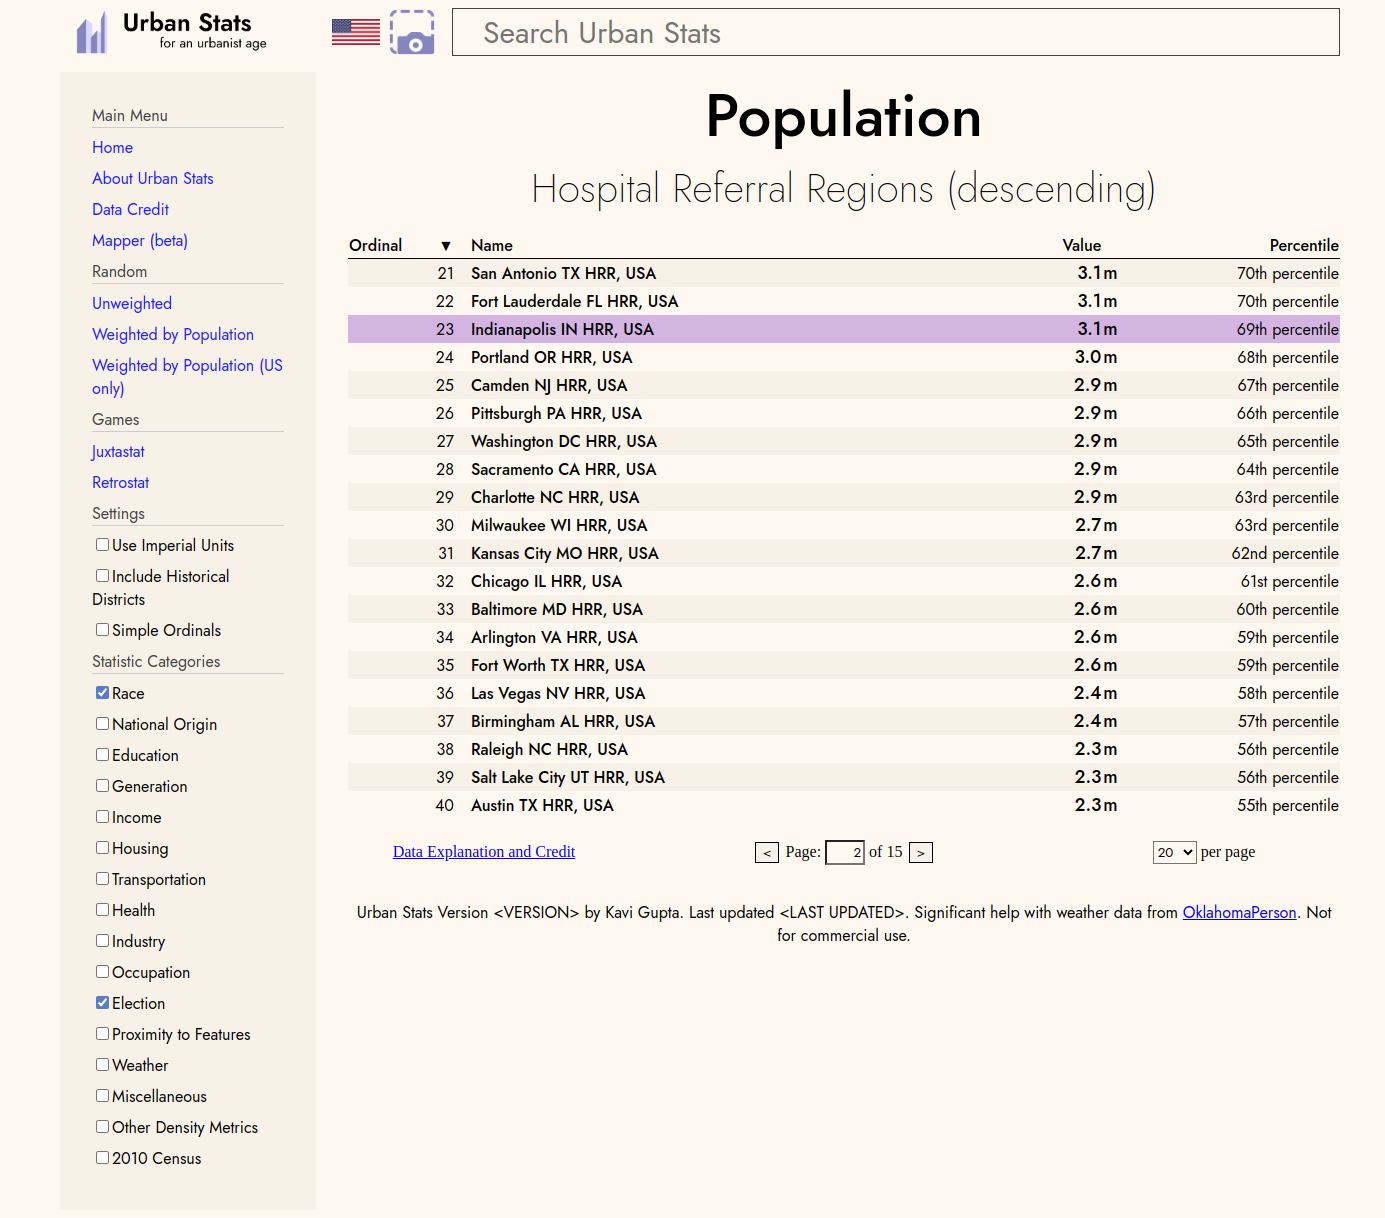 Urban Stats
for an urbanist age
Search Urban Stats
Main Menu
Home
About Urban Stats
Data Credit
Mapper (beta)
Random
Unweighted
Weighted by Population
Weighted by Population (US
only)
Games
Juxtastat
Retrostat
Settings
Use Imperial Units
Include Historical
Districts
Simple Ordinals
Statistic Categories
Race
National Origin
Education
Generation
Income
Housing
Transportation
Health
Industry
Occupation
Election
Proximity to Features
Weather
Miscellaneous
Other Density Metrics
2010 Census
Population
Hospital Referral Regions (descending)
Ordinal ▼ Name Value Percentile
21 San Antonio TX HRR, USA 3.1m 70th percentile
22 Fort Lauderdale FL HRR, USA 3.1m 70th percentile
23 Indianapolis IN HRR, USA 3.1m 69th percentile
24 Portland OR HRR, USA 3.0m 68th percentile
25 Camden NJ HRR, USA 2.9m 67th percentile
26 Pittsburgh PA HRR, USA 2.9m 66th percentile
27 Washington DC HRR, USA 2.9m 65th percentile
28 Sacramento CA HRR, USA 2.9m 64th percentile
29 Charlotte NC HRR, USA 2.9m 63rd percentile
30 Milwaukee WI HRR, USA 2.7m 63rd percentile
31 Kansas City MO HRR, USA 2.7m 62nd percentile
32 Chicago IL HRR, USA 2.6m 61st percentile
33 Baltimore MD HRR, USA 2.6m 60th percentile
34 Arlington VA HRR, USA 2.6m 59th percentile
35 Fort Worth TX HRR, USA 2.6m 59th percentile
36 Las Vegas NV HRR, USA 2.4m 58th percentile
37 Birmingham AL HRR, USA 2.4m 57th percentile
38 Raleigh NC HRR, USA 2.3m 56th percentile
39 Salt Lake City UT HRR, USA 2.3m 56th percentile
40 Austin TX HRR, USA 2.3m 55th percentile
Data Explanation and Credit < Page: 2 of 15 > 20 per page
Urban Stats Version <VERSION> by Kavi Gupta. Last updated <LAST UPDATED>. Significant help with weather data from OklahomaPerson. Not
for commercial use.